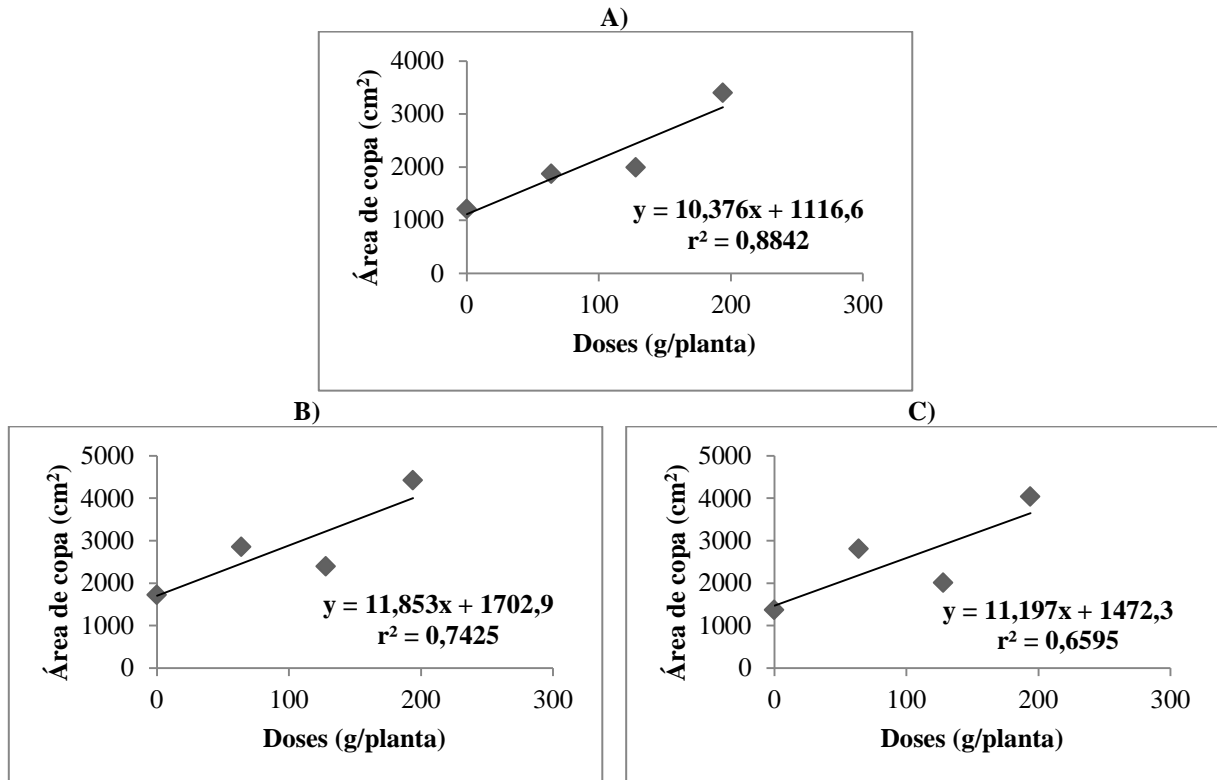 A)
Área de copa (cm²)
4000
3000
2000
1000
0
y = 10,376x + 1116,6
r² = 0,8842
0 100 200 300
Doses (g/planta)
B)
Área de copa (cm²)
5000
4000
3000
2000
1000
0
y = 11,853x + 1702,9
r² = 0,7425
0 100 200 300
Doses (g/planta)
C)
Área de copa (cm²)
5000
4000
3000
2000
1000
0
y = 11,197x + 1472,3
r² = 0,6595
0 100 200 300
Doses (g/planta)